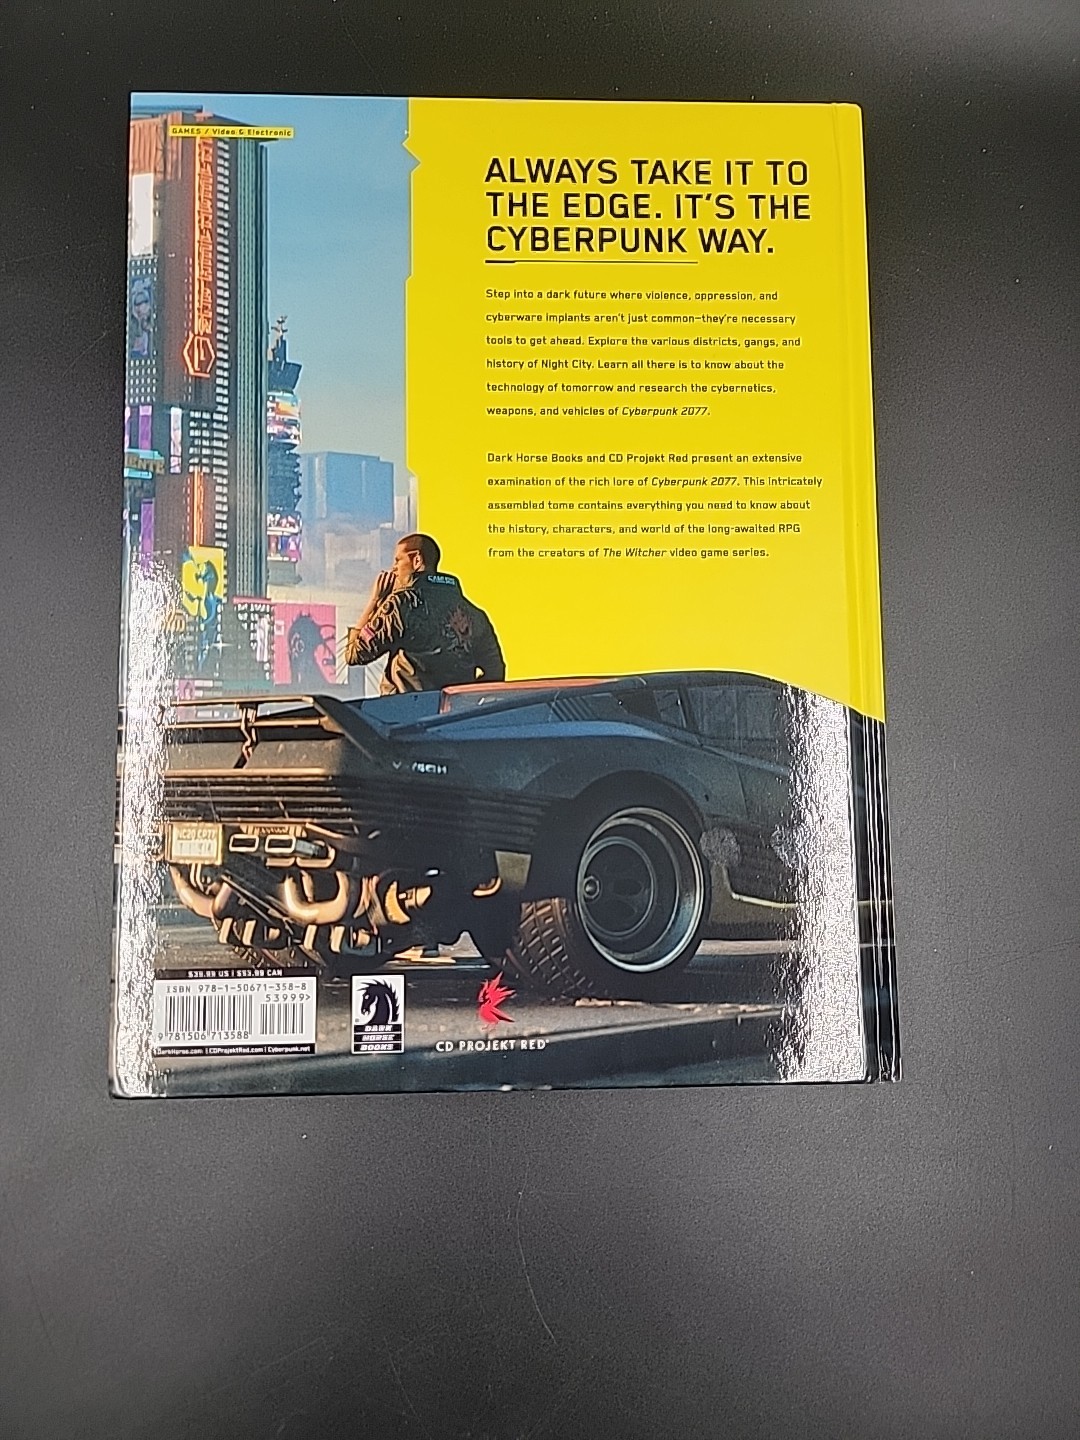 GAMES / Video & Electronic
ALWAYS TAKE IT TO
THE EDGE. IT'S THE
CYBERPUNK WAY.
Step into a dark future where violence, oppression, and
cyberware implants aren't just common—they're necessary
tools to get ahead. Explore the various districts, gangs, and
history of Night City. Learn all there is to know about the
technology of tomorrow and research the cybernetics,
weapons, and vehicles of Cyberpunk 2077.
Dark Horse Books and CD Projekt Red present an extensive
examination of the rich lore of Cyberpunk 2077. This intricately
assembled tome contains everything you need to know about
the history, characters, and world of the long-awaited RPG
from the creators of The Witcher video game series.
$39.99 US | $53.99 CAN
ISBN 978-1-50671-358-8
53999>
9 781506 713588
DarkHorse.com | CDProjektRed.com | Cyberpunk.net
DARK
HORSE
BOOKS
CD PROJEKT RED®